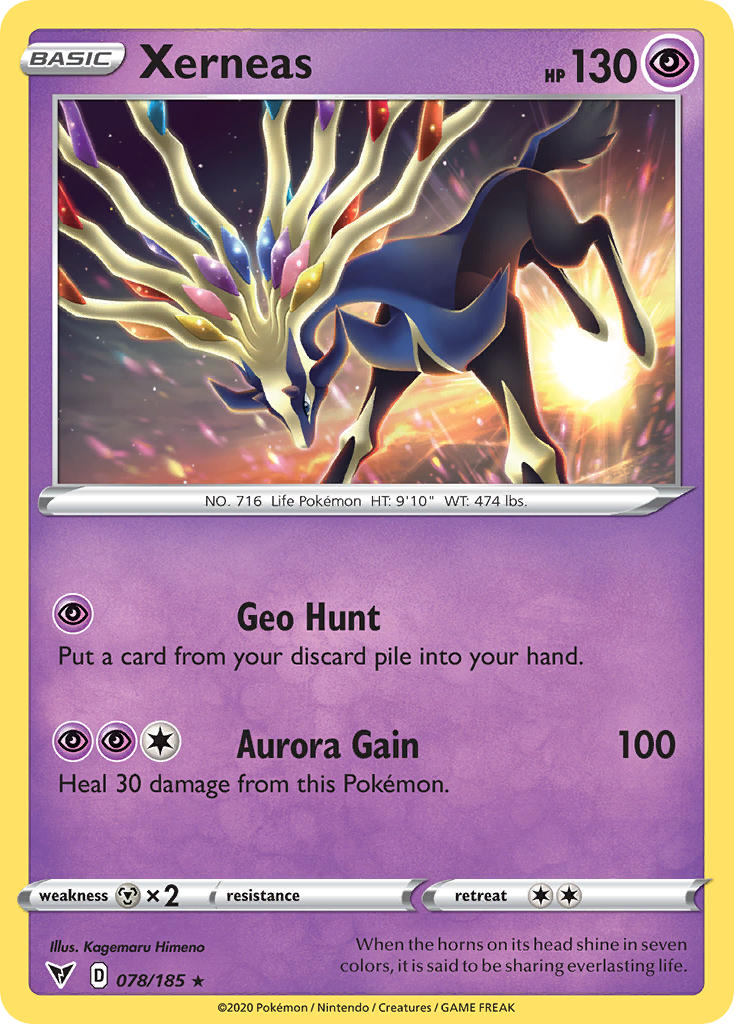 BASIC Xerneas HP 130
NO. 716 Life Pokémon HT: 9'10" WT: 474 lbs.
Geo Hunt
Put a card from your discard pile into your hand.
Aurora Gain 100
Heal 30 damage from this Pokémon.
weakness ×2 resistance retreat
Illus. Kagemaru Himeno
When the horns on its head shine in seven
colors, it is said to be sharing everlasting life.
D 078/185 ★
©2020 Pokémon / Nintendo / Creatures / GAME FREAK